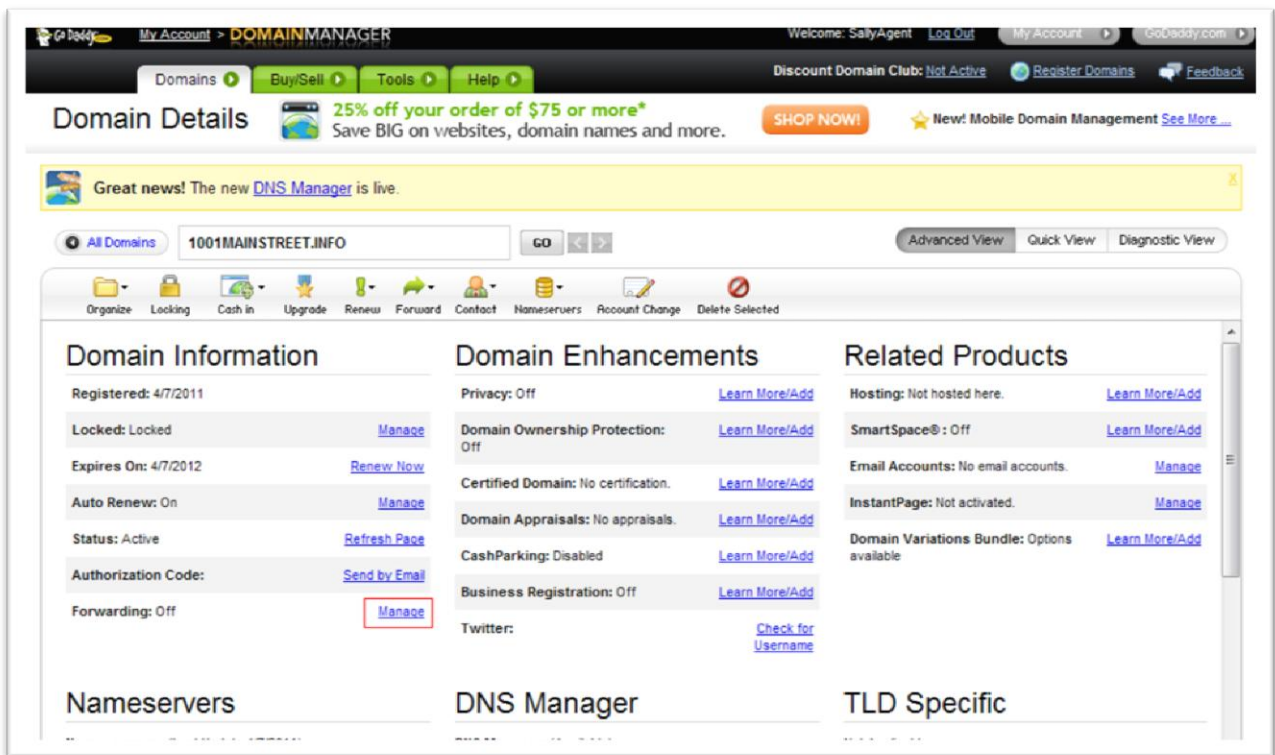 Go Daddy My Account > DOMAINMANAGER Welcome: SallyAgent Log Out My Account GoDaddy.com
Domains Buy/Sell Tools Help Discount Domain Club: Not Active Register Domains Feedback
Domain Details
25% off your order of $75 or more*
Save BIG on websites, domain names and more.
SHOP NOW!
New! Mobile Domain Management See More ...
Great news! The new DNS Manager is live. X
All Domains 1001MAINSTREET.INFO GO Advanced View Quick View Diagnostic View
Organize Locking Cash in Upgrade Renew Forward Contact Nameservers Account Change Delete Selected
Domain Information
Registered: 4/7/2011
Locked: Locked Manage
Expires On: 4/7/2012 Renew Now
Auto Renew: On Manage
Status: Active Refresh Page
Authorization Code: Send by Email
Forwarding: Off Manage
Domain Enhancements
Privacy: Off Learn More/Add
Domain Ownership Protection: Learn More/Add
Off
Certified Domain: No certification. Learn More/Add
Domain Appraisals: No appraisals. Learn More/Add
CashParking: Disabled Learn More/Add
Business Registration: Off Learn More/Add
Twitter: Check for
Username
Related Products
Hosting: Not hosted here. Learn More/Add
SmartSpace® : Off Learn More/Add
Email Accounts: No email accounts. Manage
InstantPage: Not activated. Manage
Domain Variations Bundle: Options Learn More/Add
available
Nameservers
DNS Manager
TLD Specific